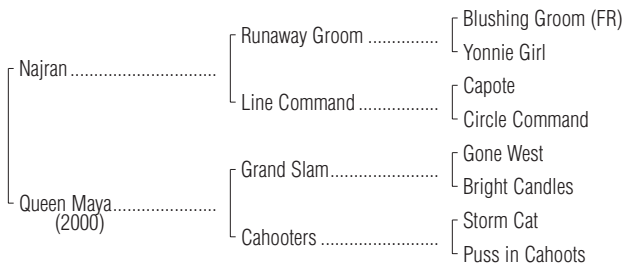 Blushing Groom (FR)
Runaway Groom ................
Yonnie Girl
Najran ..............................
Capote
Line Command ..................
Circle Command
Gone West
Grand Slam........................
Bright Candles
Queen Maya.....................
(2000)
Storm Cat
Cahooters ..........................
Puss in Cahoots